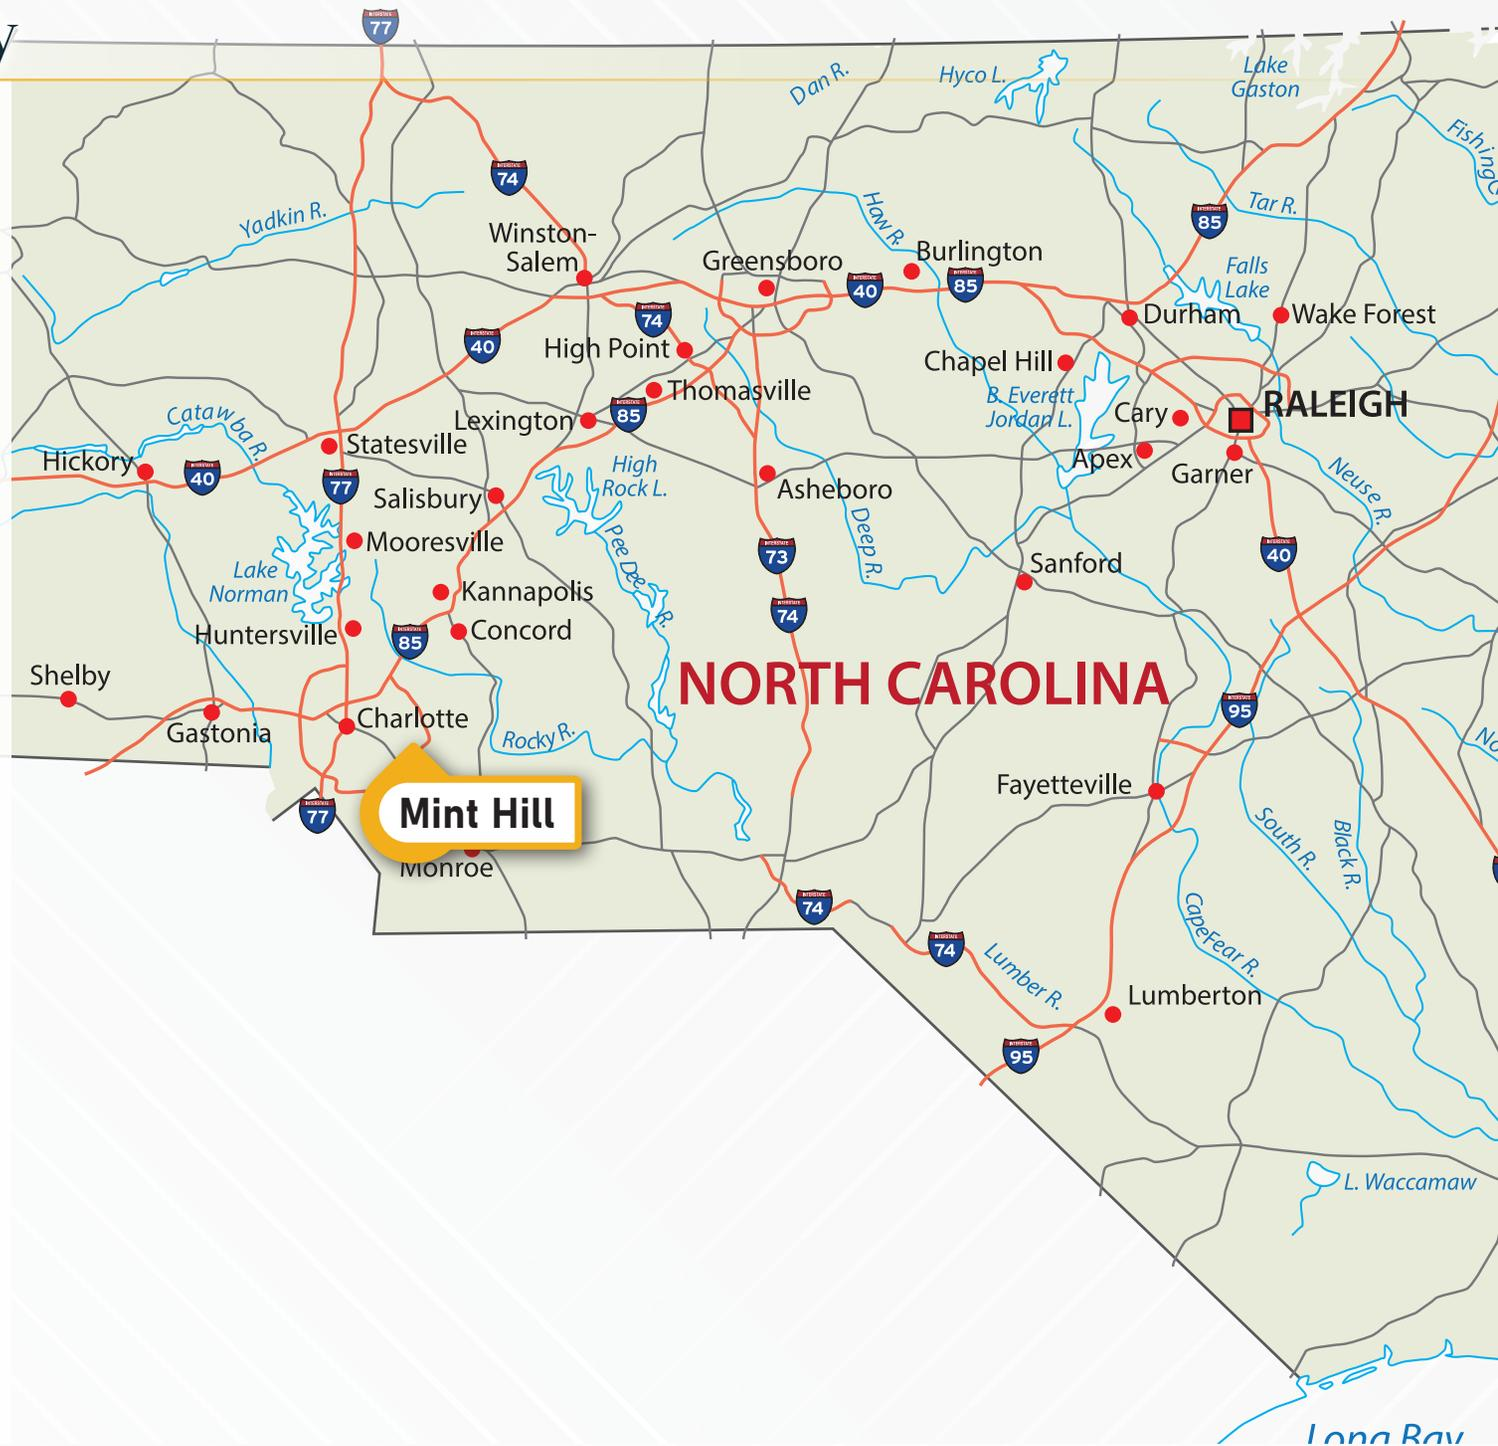 y
77
Dan R.
Hyco L.
Lake
Gaston
Fishing
74
Yadkin R.
Winston-
Salem
Haw R.
85
Tar R.
Greensboro
Burlington
40
85
Falls
Lake
74
Durham
Wake Forest
40
High Point
Chapel Hill
Thomasville
B. Everett
Jordan L.
Catawba R.
Lexington
85
Cary
RALEIGH
Statesville
Hickory
40
77
High
Rock L.
Apex
Garner
Neuse R.
Salisbury
Asheboro
Mooresville
Pee Dee R.
Deep R.
73
40
Lake
Norman
Kannapolis
Sanford
74
Huntersville
85
Concord
Shelby
NORTH CAROLINA
95
Gastonia
Charlotte
Rocky R.
No
Fayetteville
77
Mint Hill
South R.
Black R.
Monroe
74
CapeFear R.
74
Lumber R.
Lumberton
95
L. Waccamaw
Long Bay